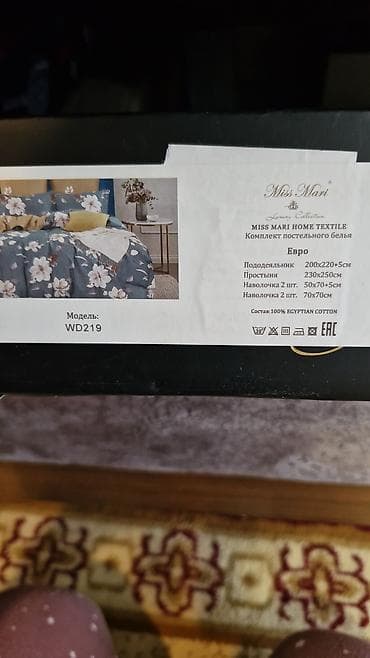 Miss Mari
Luxury Collection
MISS MARI HOME TEXTILE
Комплект постельного белья
Евро
Пододеяльник 200x220+5см
Простыня 230x250см
Наволочка 2 шт. 50x70+5см
Наволочка 2 шт. 70x70см
Состав 100% EGYPTIAN COTTON
EAC
Модель:
WD219